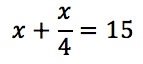 x + x/4 = 15